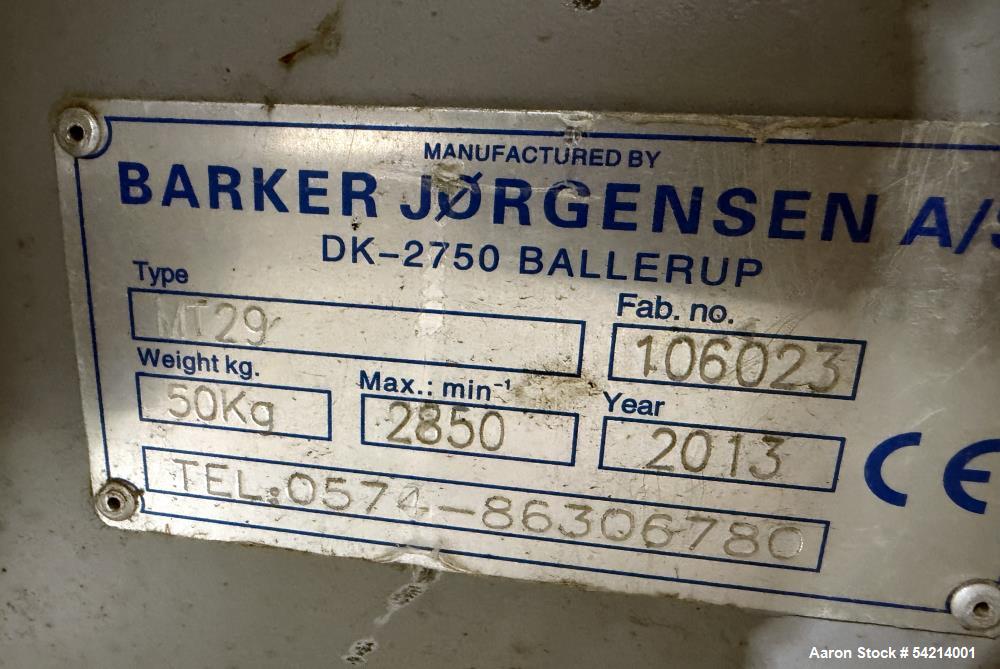 MANUFACTURED BY
BARKER JØRGENSEN A/S
DK-2750 BALLERUP
Type
MT29
Fab. no.
106023
Weight kg.
50Kg
Max.: min⁻¹
2850
Year
2013
CE
TEL:0574-86306780
Aaron Stock # 54214001